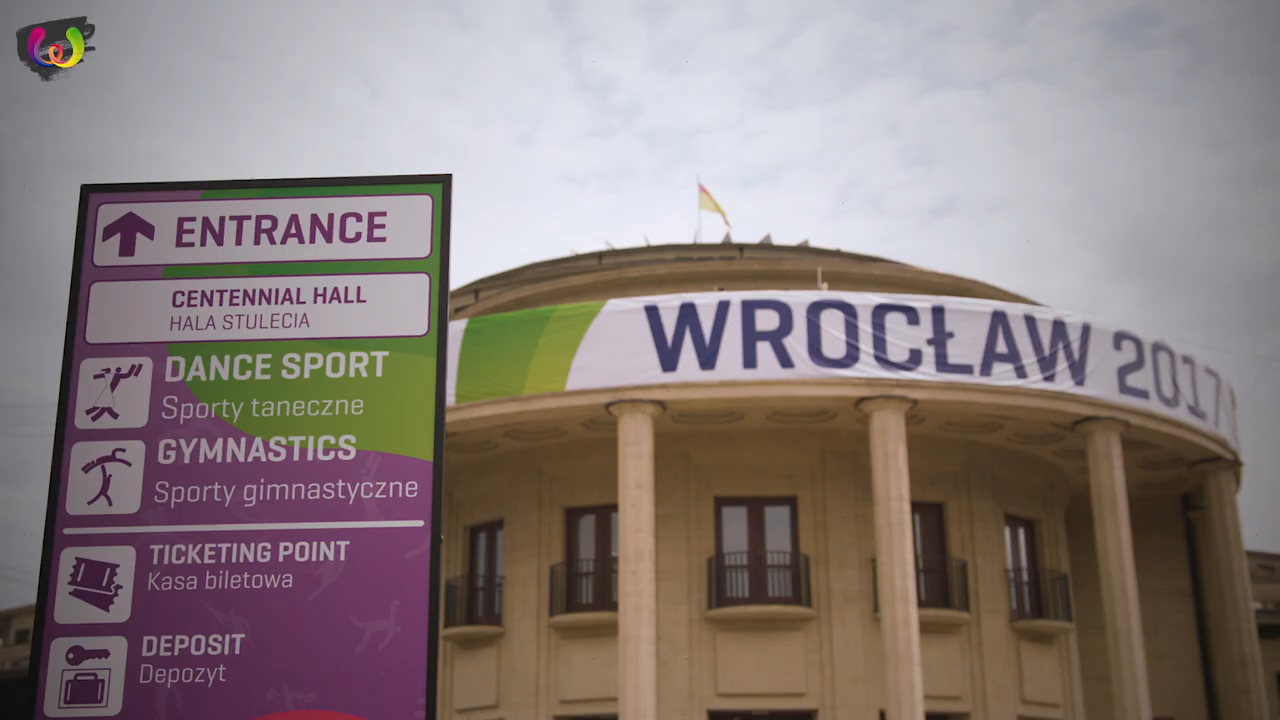 ENTRANCE
CENTENNIAL HALL
HALA STULECIA
DANCE SPORT
Sporty taneczne
GYMNASTICS
Sporty gimnastyczne
TICKETING POINT
Kasa biletowa
DEPOSIT
Depozyt
WROCŁAW 2017